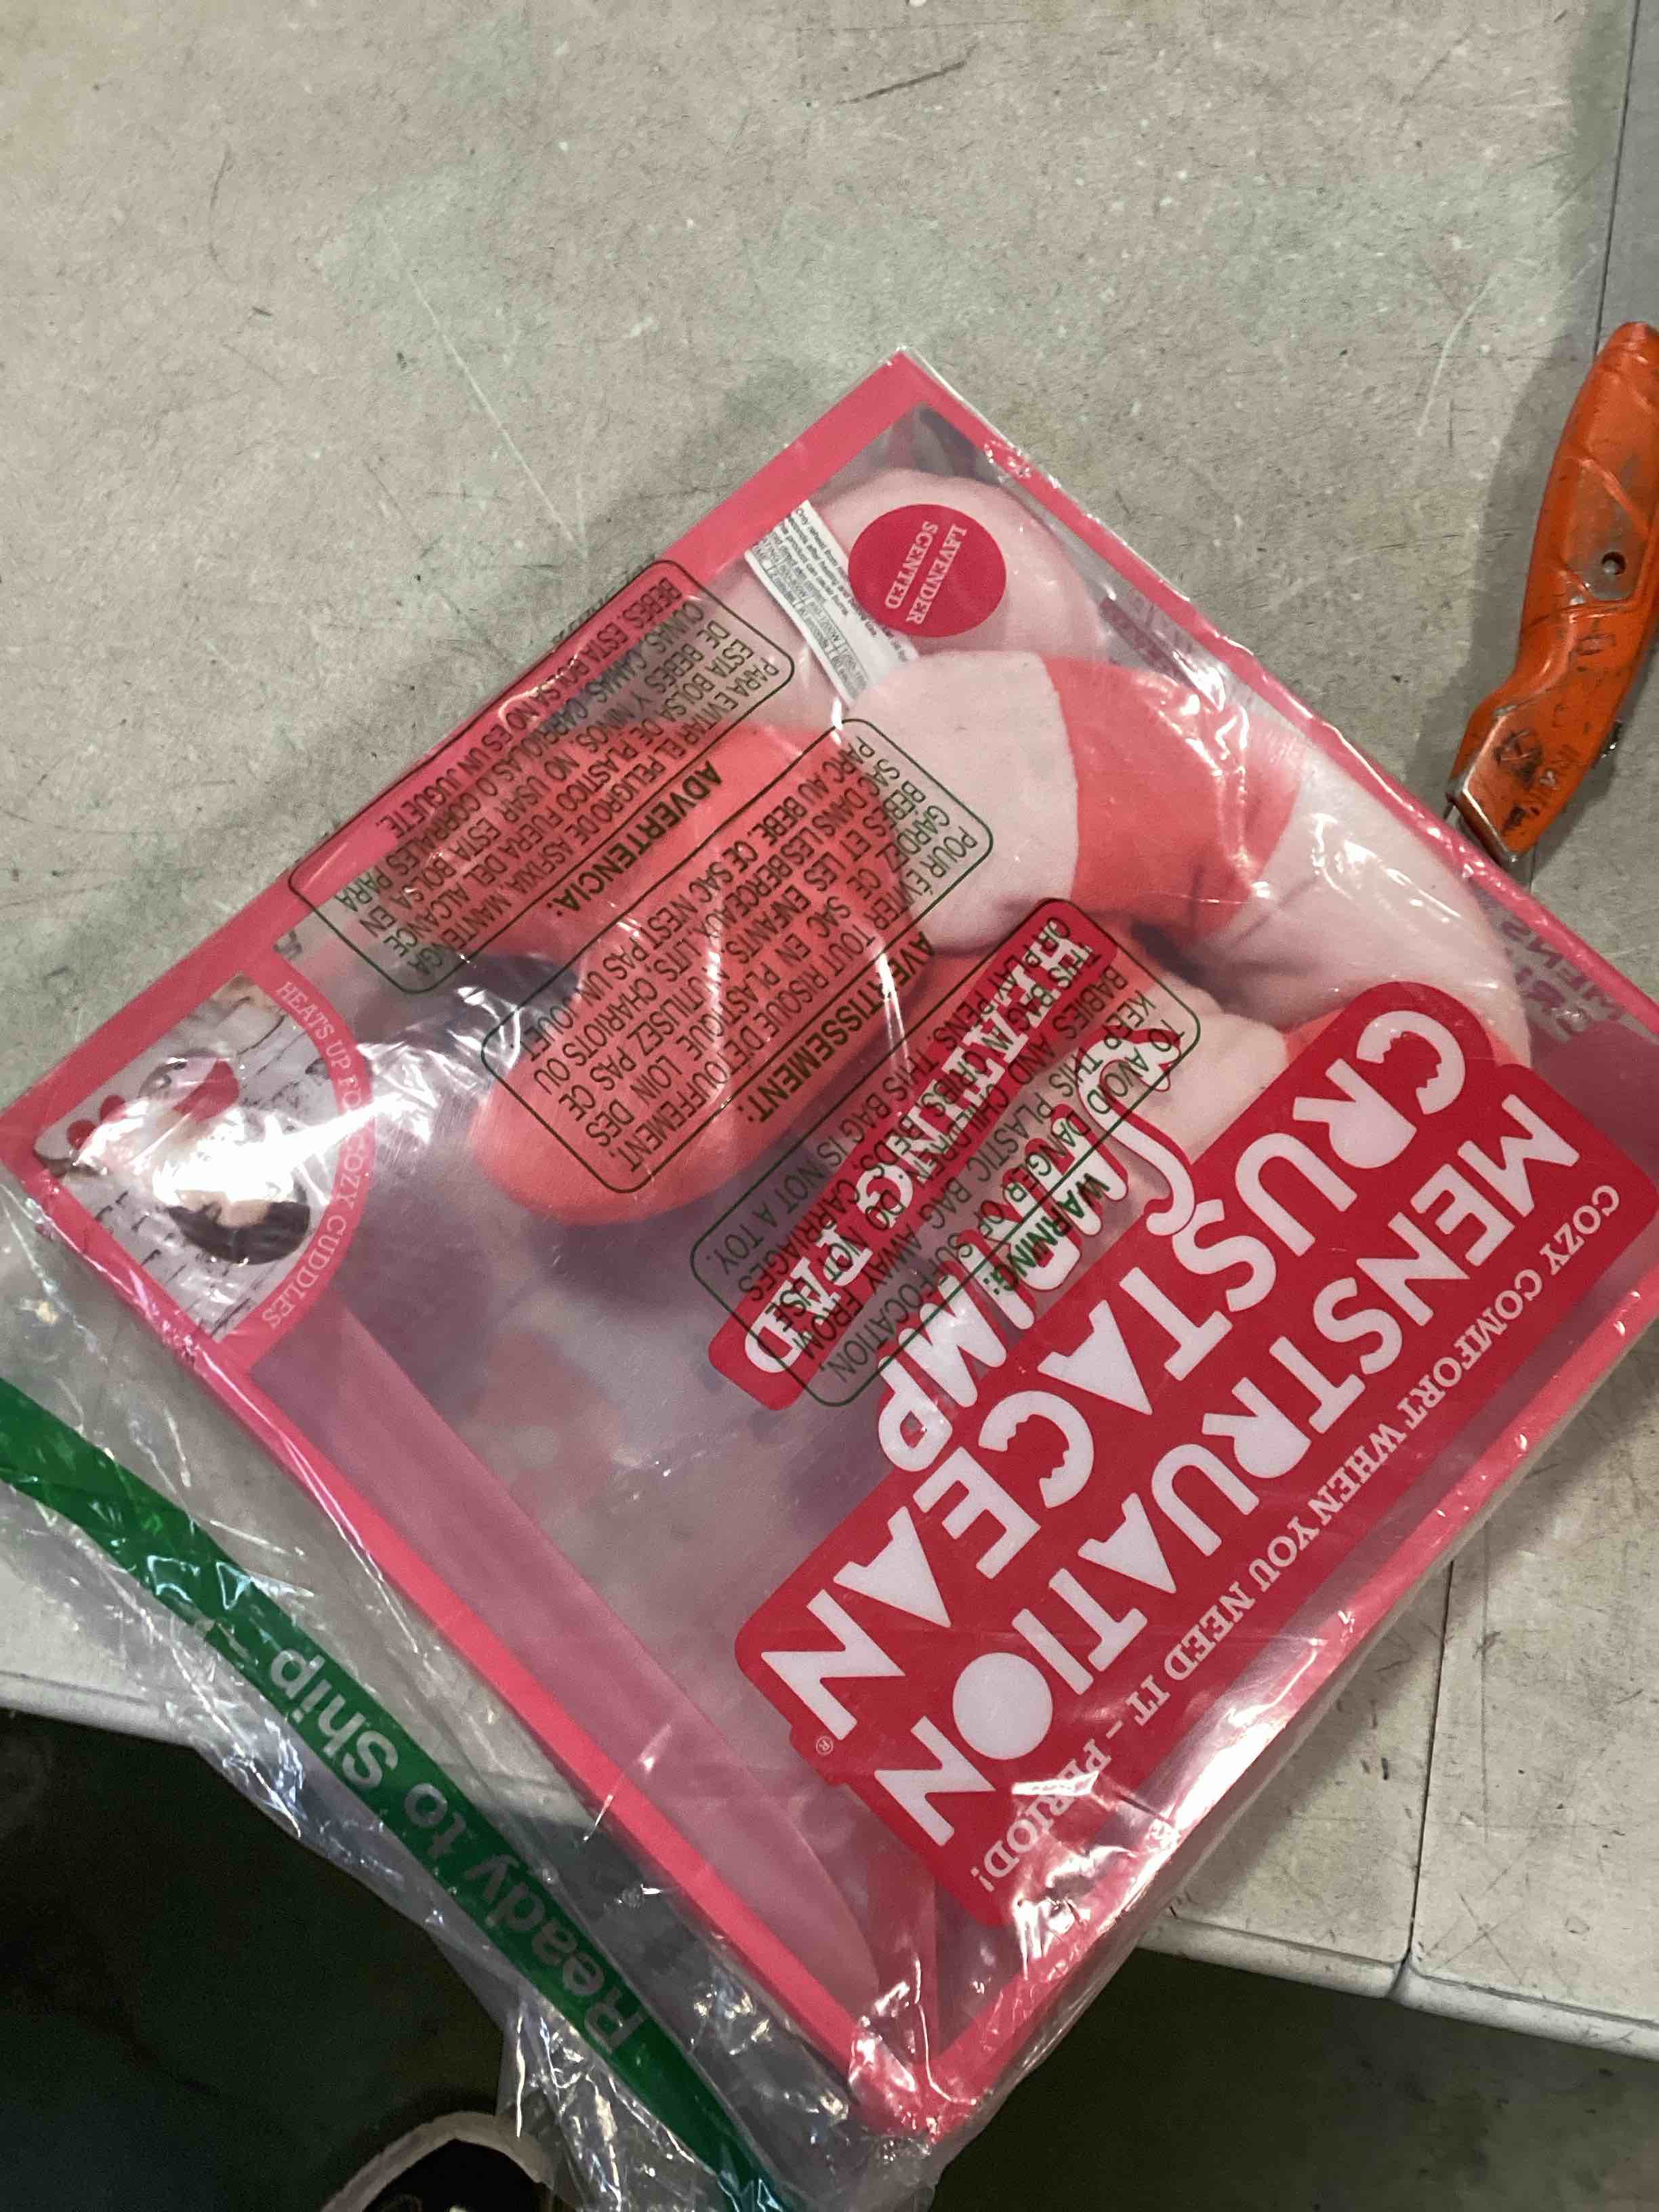 COZY COMFORT WHEN YOU NEED IT – PERIOD!
MENSTRUATION
CRUSTACEAN®
SHRIMP
HEATING PAD
LAVENDER
SCENTED
WARNING:
TO AVOID DANGER OF SUFFOCATION
KEEP THIS PLASTIC BAG AWAY FROM
BABIES AND CHILDREN. DO NOT USE
THIS BAG IN CRIBS, BEDS, CARRIAGES
OR PLAYPENS. THIS BAG IS NOT A TOY.
AVERTISSEMENT:
POUR ÉVITER TOUT RISQUE D'ÉTOUFFEMENT,
GARDEZ CE SAC EN PLASTIQUE LOIN DES
BÉBÉS ET LES ENFANTS. N'UTILISEZ PAS CE
SAC DANS LES BERCEAUX, LITS, CHARIOTS OU
PARC AU BÉBÉ. CE SAC N'EST PAS UN JOUET.
ADVERTENCIA:
PARA EVITAR EL PELIGRO DE ASFIXIA MANTENGA
ESTA BOLSA DE PLASTICO FUERA DEL ALCANCE
DE BEBES Y NIÑOS. NO USAR ESTA BOLSA EN
CUNAS, CAMAS, CARRIOLAS O CORRALES PARA
BEBES. ESTA BOLSA NO ES UN JUGUETE.
HEATS UP FOR COZY CUDDLES
Ready to Ship –